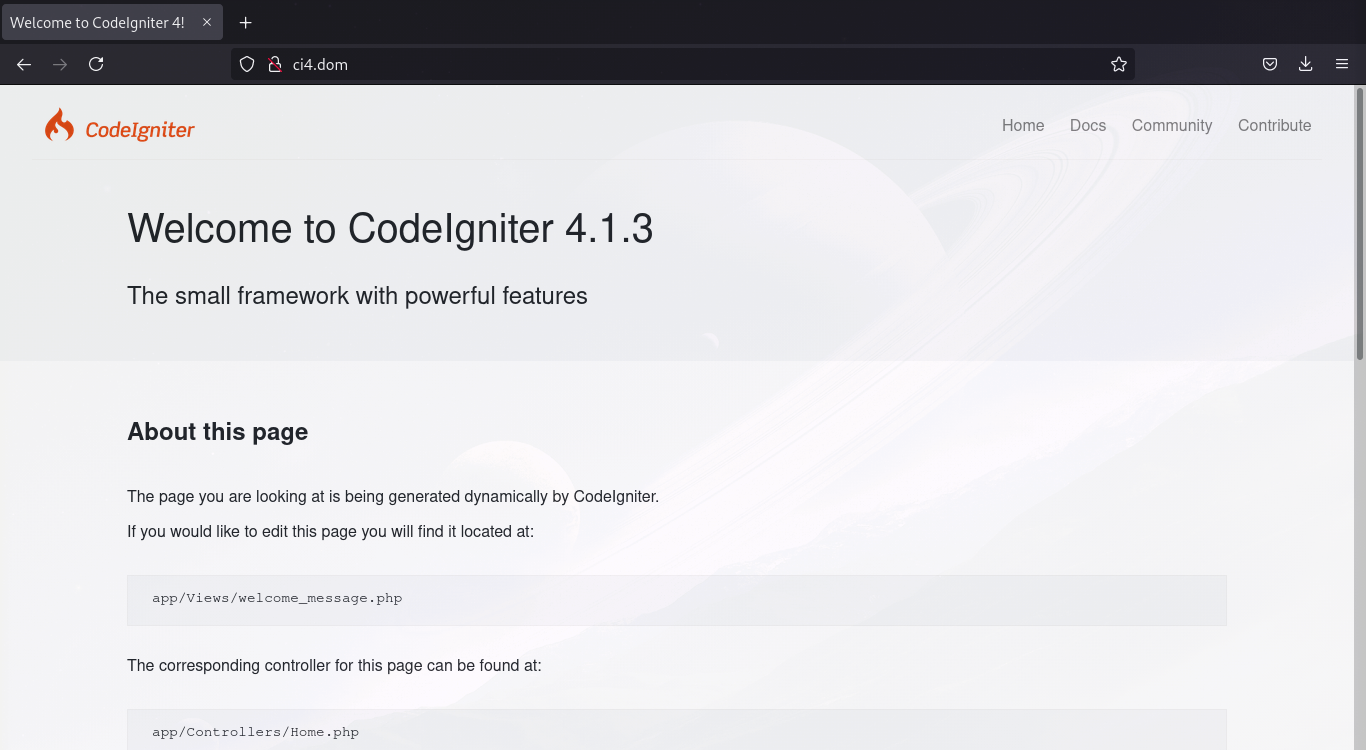 Welcome to CodeIgniter 4!
ci4.dom
CodeIgniter
Home Docs Community Contribute
Welcome to CodeIgniter 4.1.3
The small framework with powerful features
About this page
The page you are looking at is being generated dynamically by CodeIgniter.
If you would like to edit this page you will find it located at:
app/Views/welcome_message.php
The corresponding controller for this page can be found at:
app/Controllers/Home.php